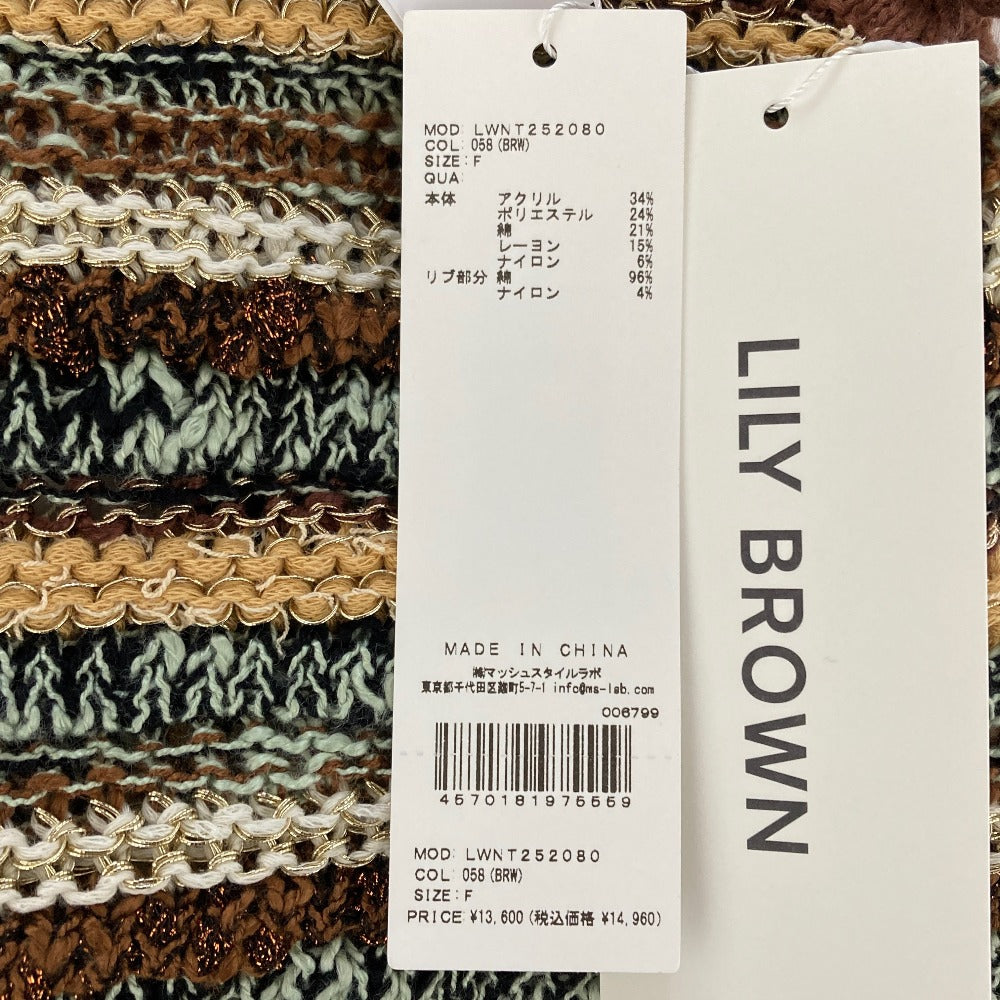 MOD: LWNT252080
COL: 058 (BRW)
SIZE: F
QUA:
本体 アクリル 34%
ポリエステル 24%
綿 21%
レーヨン 15%
ナイロン 6%
リブ部分 綿 96%
ナイロン 4%
MADE IN CHINA
㈱マッシュスタイルラボ
東京都千代田区麹町5-7-1 info@ms-lab.com
006799
4570181975559
MOD: LWNT252080
COL: 058 (BRW)
SIZE: F
PRICE: ¥13,600 (税込価格 ¥14,960)
LILY BROWN